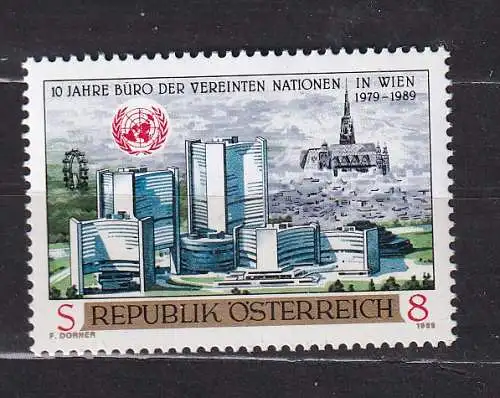 10 JAHRE BÜRO DER VEREINTEN NATIONEN IN WIEN
1979-1989
S REPUBLIK ÖSTERREICH 8
F. DORNER 1989